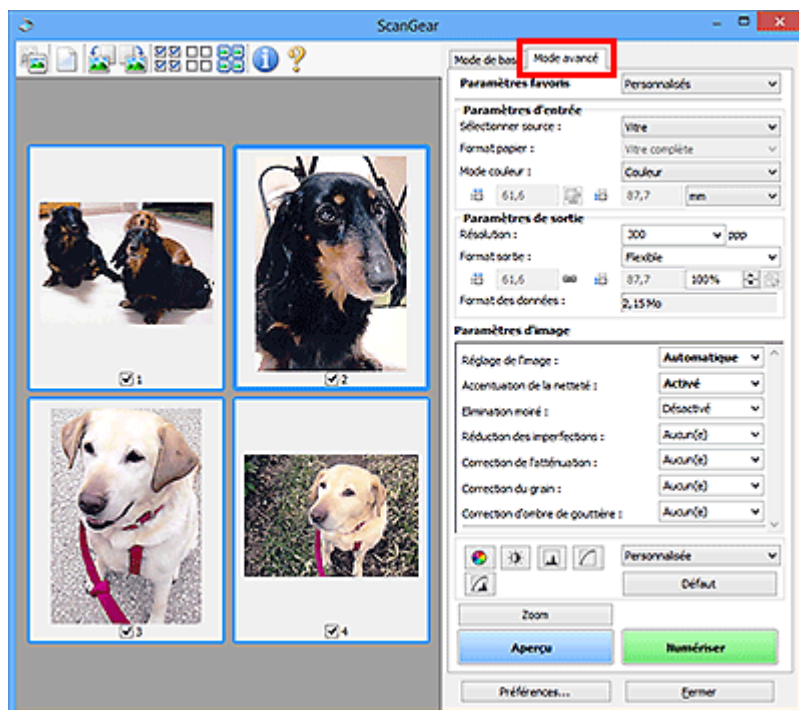 ScanGear
Mode de bas
Mode avancé
Paramètres favoris Personnalisés
Paramètres d'entrée
Sélectionner source : Vitre
Format papier : Vitre complète
Mode couleur : Couleur
61,6 87,7 mm
Paramètres de sortie
Résolution : 300 ppp
Format sortie : Flexible
61,6 87,7 100%
Format des données : 2,15 Mo
Paramètres d'image
Réglage de l'image : Automatique
Accentuation de la netteté : Activé
Elimination moiré : Désactivé
Réduction des imperfections : Aucun(e)
Correction de l'atténuation : Aucun(e)
Correction du grain : Aucun(e)
Correction d'ombre de gouttière : Aucun(e)
Personnalisée
Défaut
Zoom
Aperçu Numériser
Préférences... Fermer
1
2
3
4